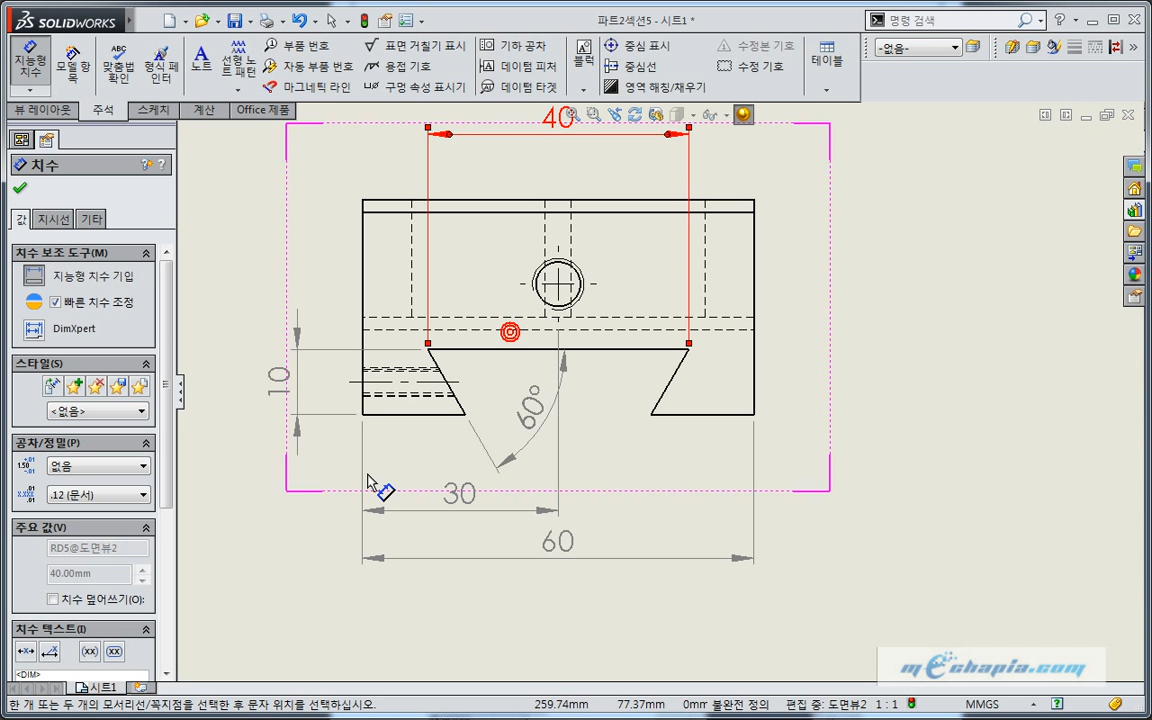 SOLIDWORKS
파트2섹션5 - 시트1 *
명령 검색
지능형 치수
모델 항목
ABC
맞춤법 확인
형식 페인터
A
노트
선형 노트 패턴
부품 번호
자동 부품 번호
마그네틱 라인
표면 거칠기 표시
용접 기호
구멍 속성 표시기
기하 공차
데이텀 피처
데이텀 타겟
블럭
중심 표시
중심선
영역 해칭/채우기
수정본 기호
수정 기호
테이블
-없음-
뷰 레이아웃 주석 스케치 계산 Office 제품
치수
값 지시선 기타
치수 보조 도구(M)
지능형 치수 기입
빠른 치수 조정
DimXpert
스타일(S)
<없음>
공차/정밀(P)
없음
.12 (문서)
주요 값(V)
RD5@도면뷰2
40.00mm
치수 덮어쓰기(O):
치수 텍스트(I)
(xx) (xx)
<DIM>
40
10
60°
30
60
mEchapia.com
시트1
한 개 또는 두 개의 모서리선/꼭지점을 선택한 후 문자 위치를 선택하십시오.
259.74mm 77.37mm 0mm 불완전 정의 편집 중: 도면뷰2 1 : 1 MMGS